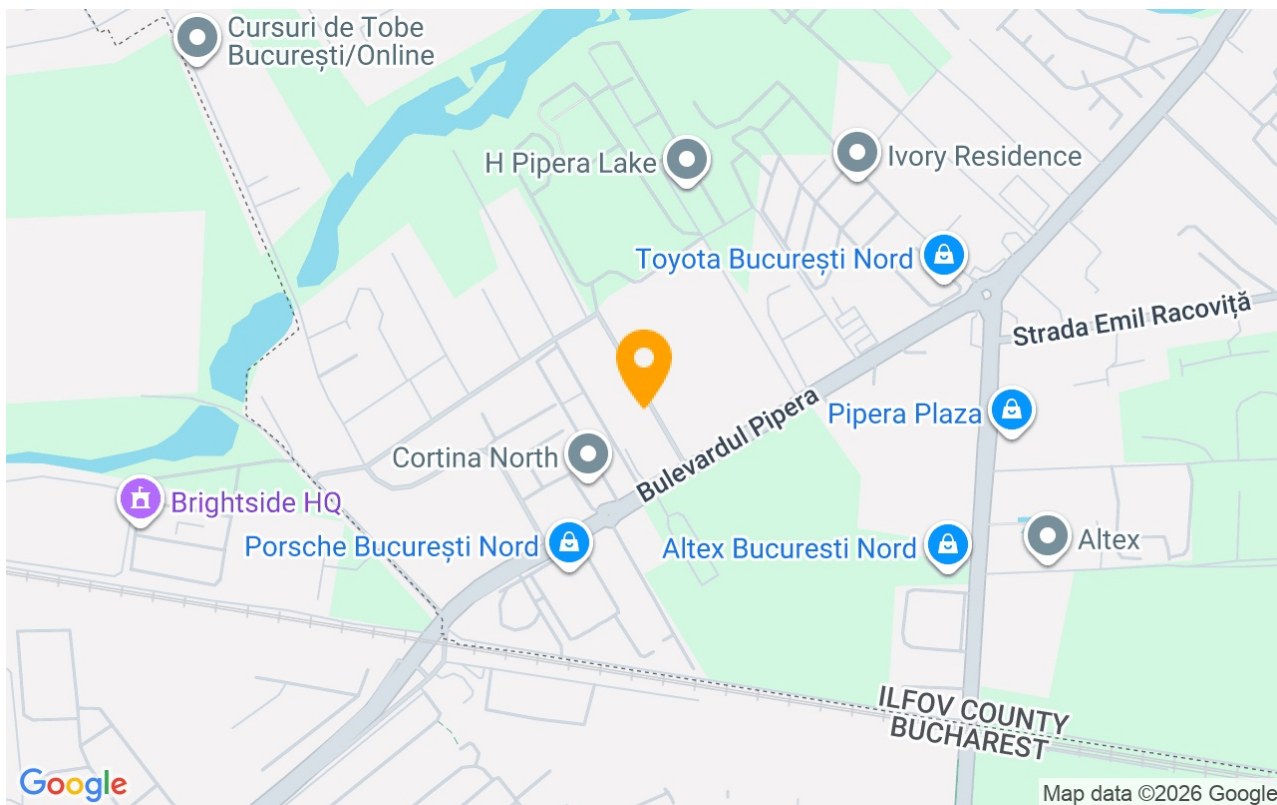 Cursuri de Tobe
București/Online
H Pipera Lake
Ivory Residence
Toyota București Nord
Strada Emil Racoviță
Bulevardul Pipera
Pipera Plaza
Cortina North
Brightside HQ
Porsche București Nord
Altex Bucuresti Nord
Altex
ILFOV COUNTY
BUCHAREST
Google
Map data ©2026 Google